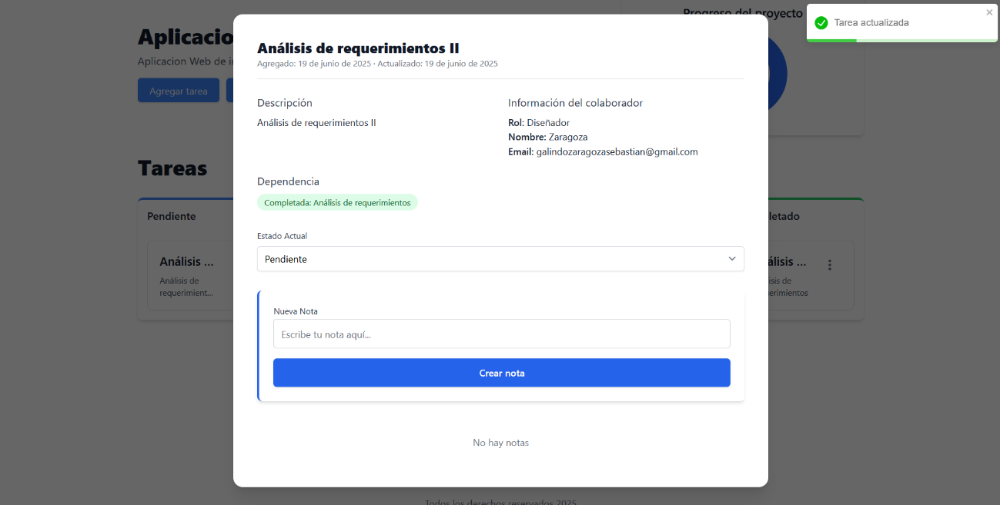 Progreso del proyecto
Tarea actualizada
Aplicacio
Aplicacion Web de i
Agregar tarea
Análisis de requerimientos II
Agregado: 19 de junio de 2025 · Actualizado: 19 de junio de 2025
Descripción
Análisis de requerimientos II
Información del colaborador
Rol: Diseñador
Nombre: Zaragoza
Email: galindozaragozasebastian@gmail.com
Dependencia
Completada: Análisis de requerimientos
Estado Actual
Pendiente
Nueva Nota
Escribe tu nota aquí...
Crear nota
No hay notas
Tareas
Pendiente
Análisis ...
Análisis de
requerimient...
letado
álisis ...
isis de
erimientos
Todos los derechos reservados 2025